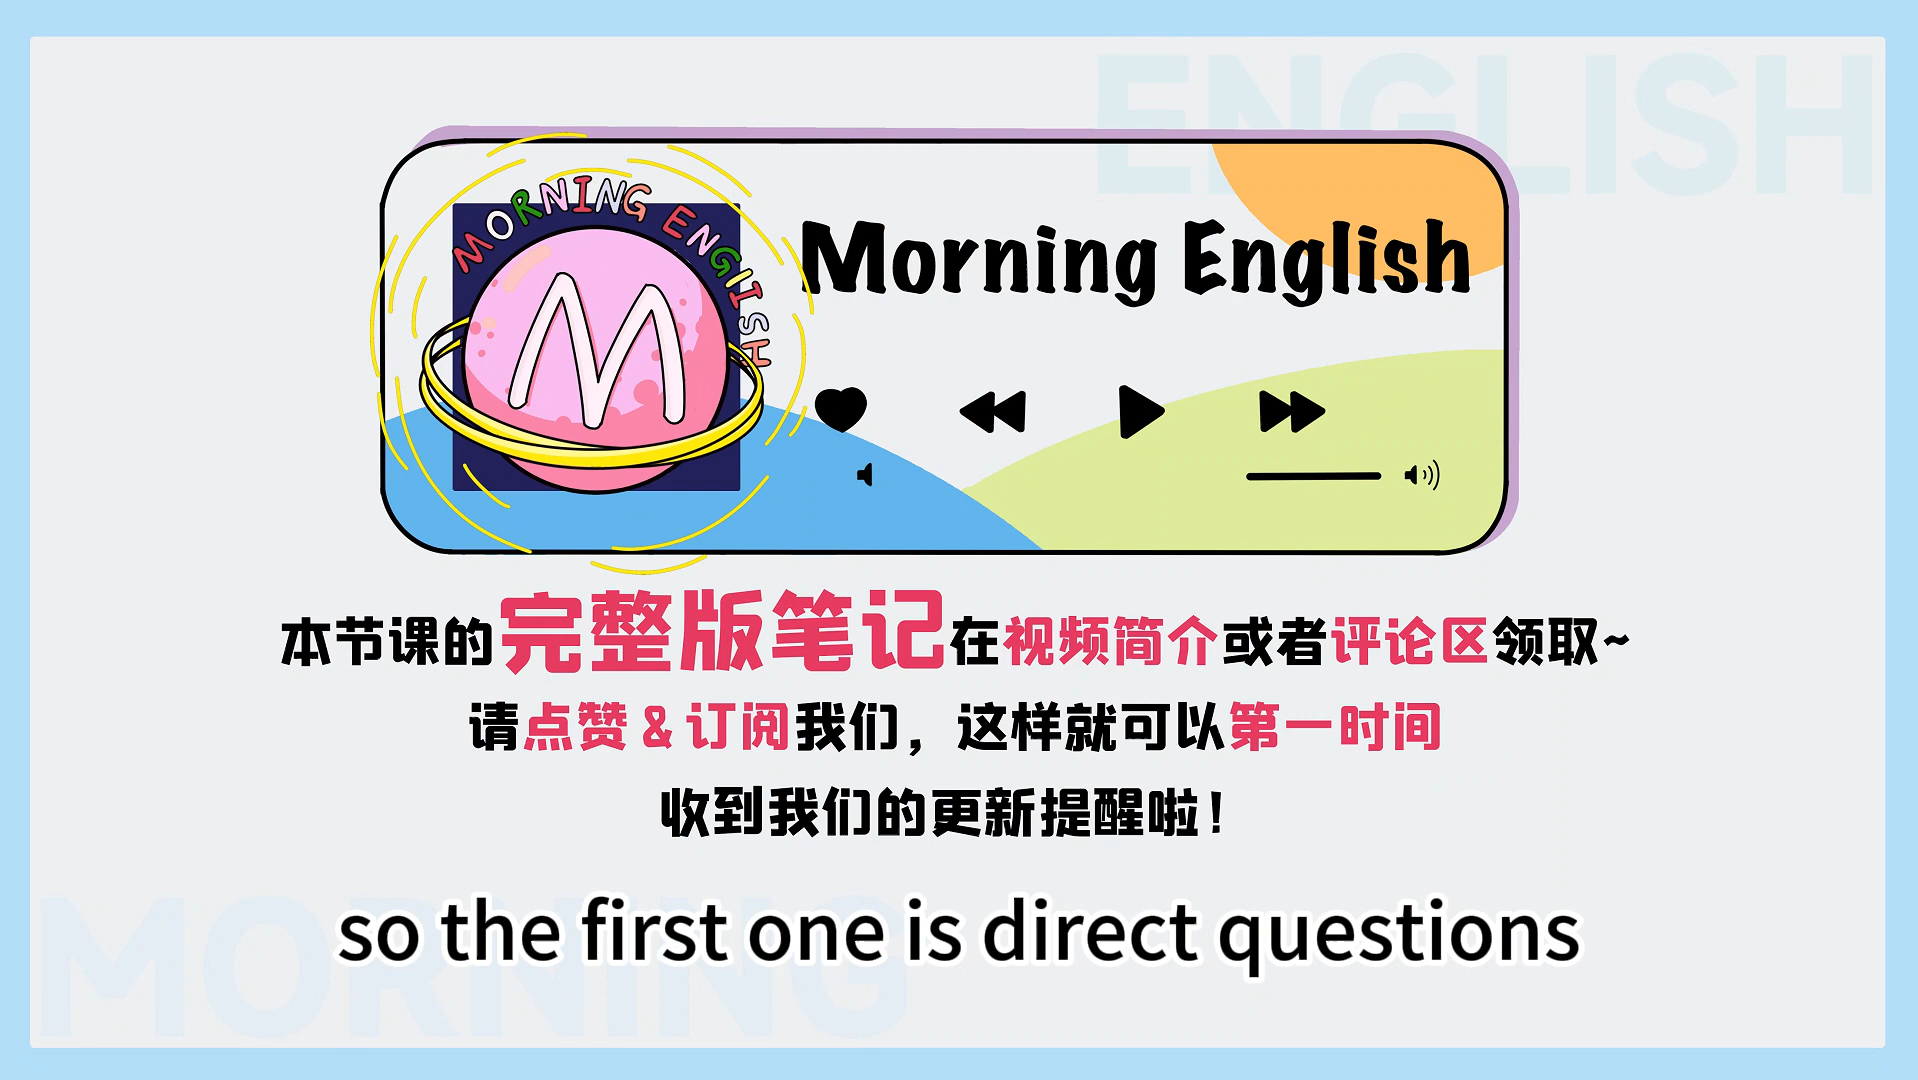 ENGLISH
MORNING ENGLISH
M
Morning English
本节课的完整版笔记在视频简介或者评论区领取~
请点赞&订阅我们，这样就可以第一时间
收到我们的更新提醒啦！
MORNING
so the first one is direct questions